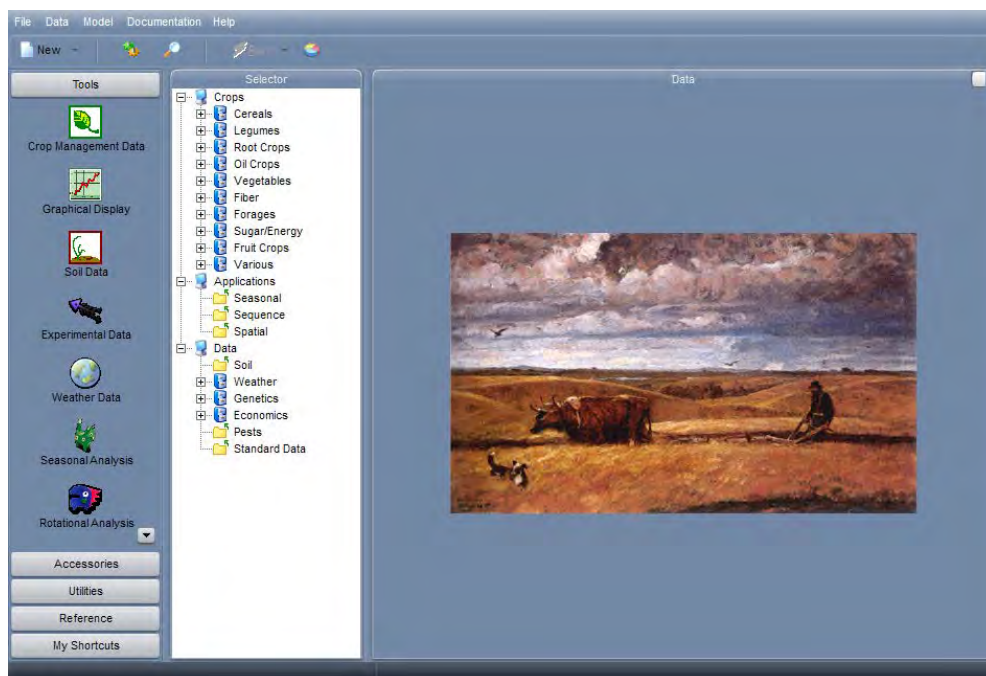 File Data Model Documentation Help
New
Tools
Crop Management Data
Graphical Display
Soil Data
Experimental Data
Weather Data
Seasonal Analysis
Rotational Analysis
Accessories
Utilities
Reference
My Shortcuts
Selector
Crops
Cereals
Legumes
Root Crops
Oil Crops
Vegetables
Fiber
Forages
Sugar/Energy
Fruit Crops
Various
Applications
Seasonal
Sequence
Spatial
Data
Soil
Weather
Genetics
Economics
Pests
Standard Data
Data